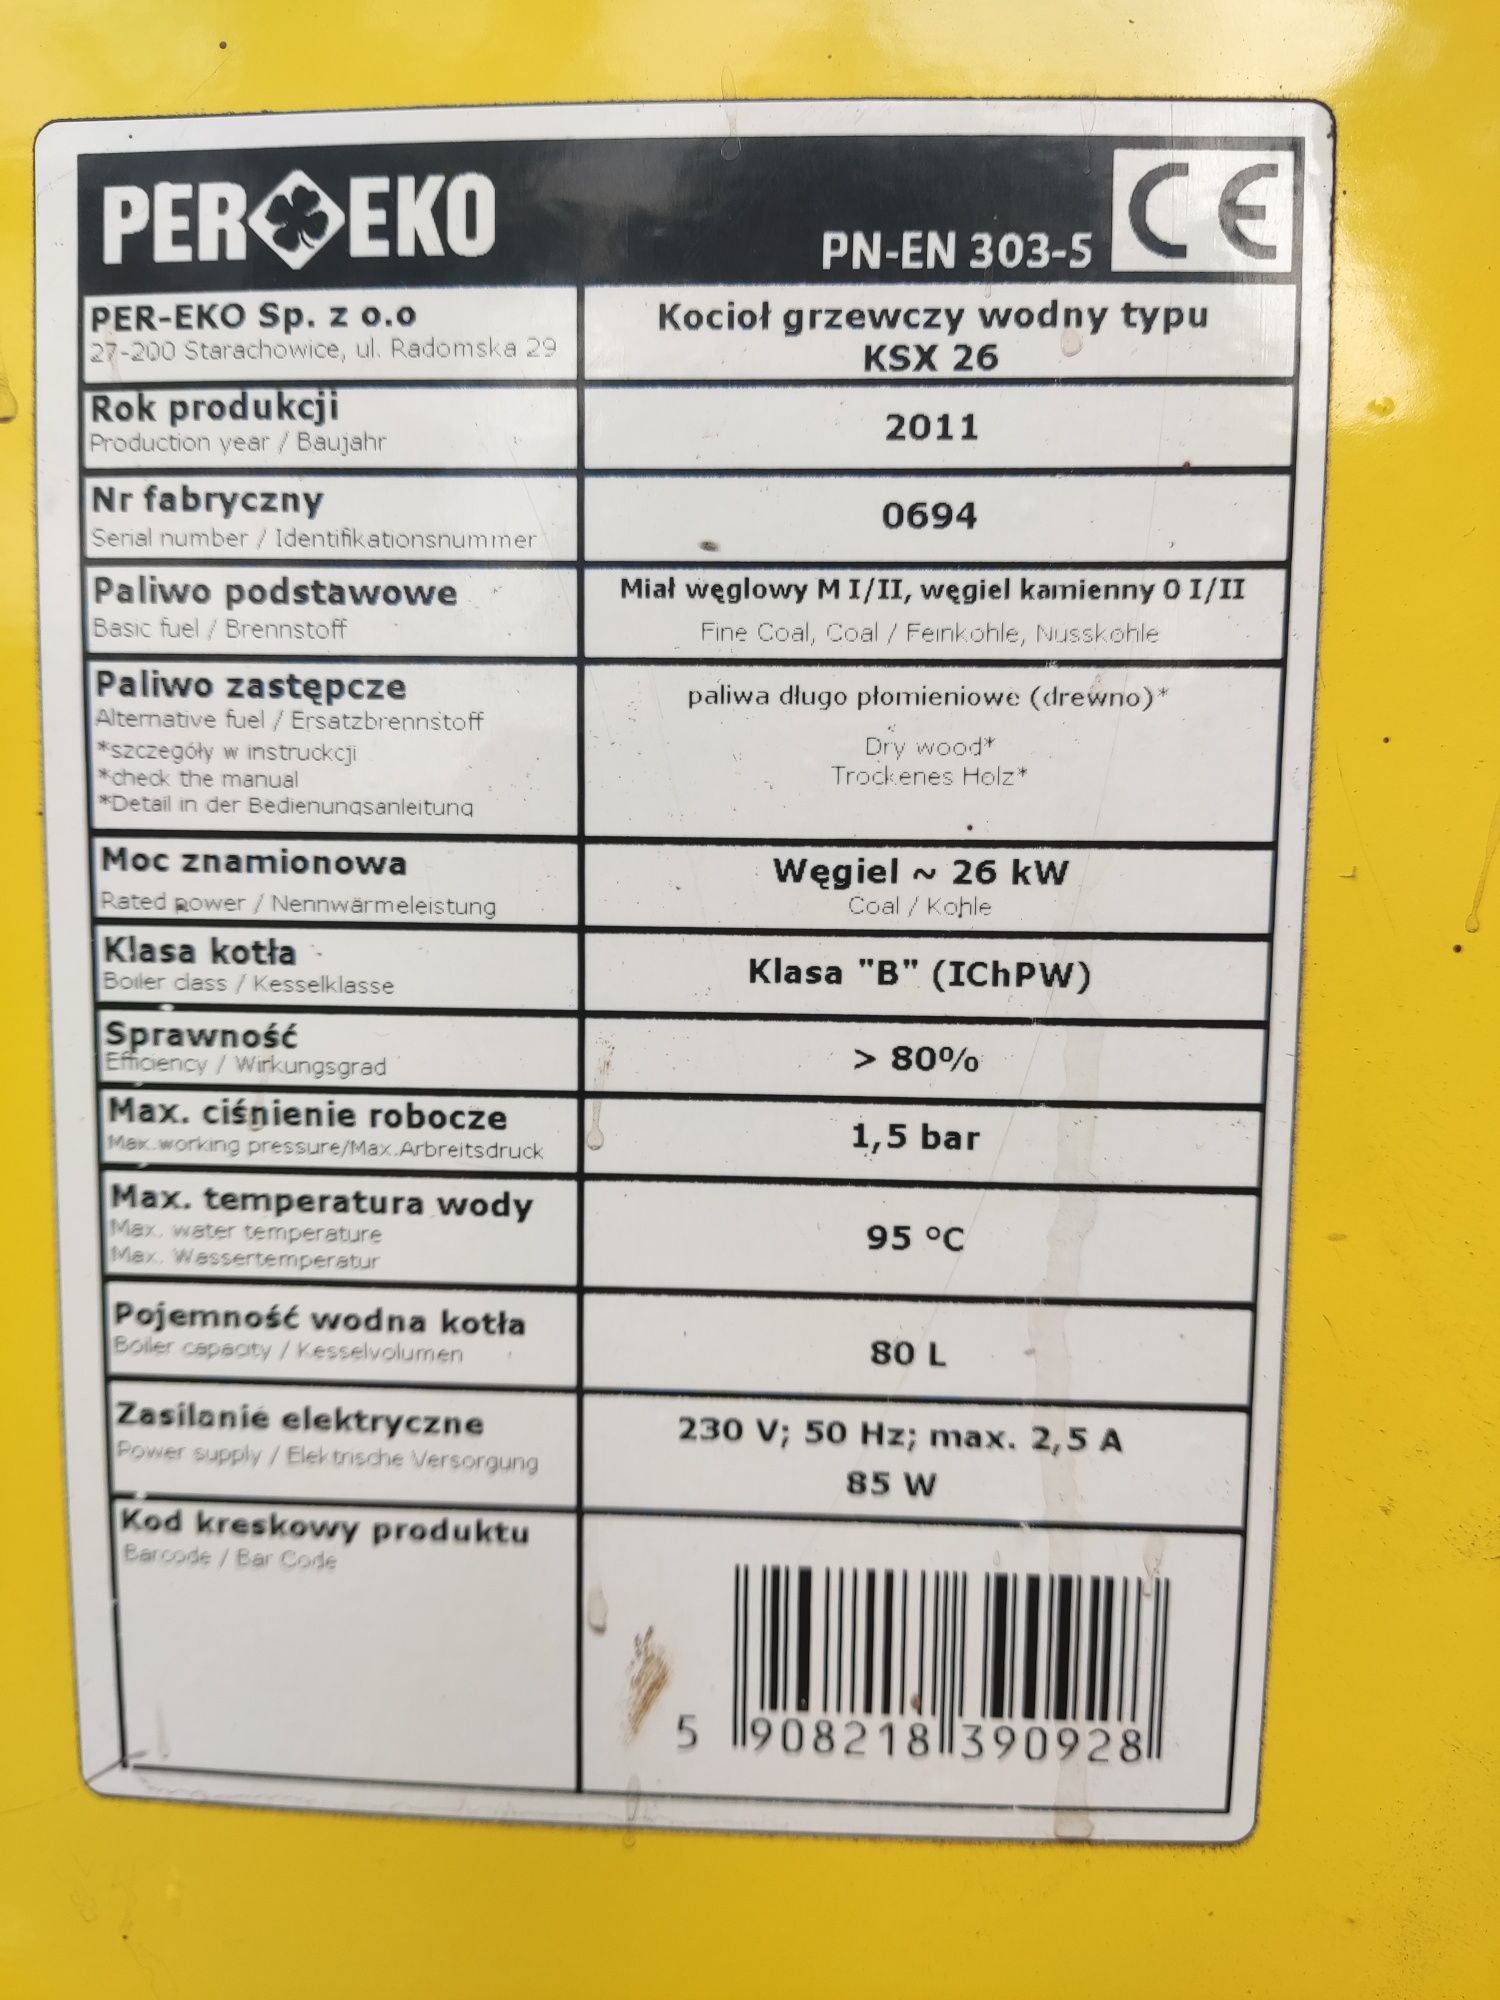 PER EKO
PN-EN 303-5
CE
PER-EKO Sp. z o.o
27-200 Starachowice, ul. Radomska 29
Kocioł grzewczy wodny typu
KSX 26
Rok produkcji
Production year / Baujahr
2011
Nr fabryczny
Serial number / Identifikationsnummer
0694
Paliwo podstawowe
Basic fuel / Brennstoff
Miał węglowy M I/II, węgiel kamienny O I/II
Fine Coal, Coal / Feinkohle, Nusskohle
Paliwo zastępcze
Alternative fuel / Ersatzbrennstoff
*szczegóły w instruckcji
*check the manual
*Detail in der Bedienungsanleitung
paliwa długo płomieniowe (drewno)*
Dry wood*
Trockenes Holz*
Moc znamionowa
Rated power / Nennwärmeleistung
Węgiel ~ 26 kW
Coal / Kohle
Klasa kotła
Boiler class / Kesselklasse
Klasa "B" (IChPW)
Sprawność
Efficiency / Wirkungsgrad
> 80%
Max. ciśnienie robocze
Max.working pressure/Max.Arbeitsdruck
1,5 bar
Max. temperatura wody
Max. water temperature
Max. Wassertemperatur
95 °C
Pojemność wodna kotła
Boiler capacity / Kesselvolumen
80 L
Zasilanie elektryczne
Power supply / Elektrische Versorgung
230 V; 50 Hz; max. 2,5 A
85 W
Kod kreskowy produktu
Barcode / Bar Code
5 908218 390928